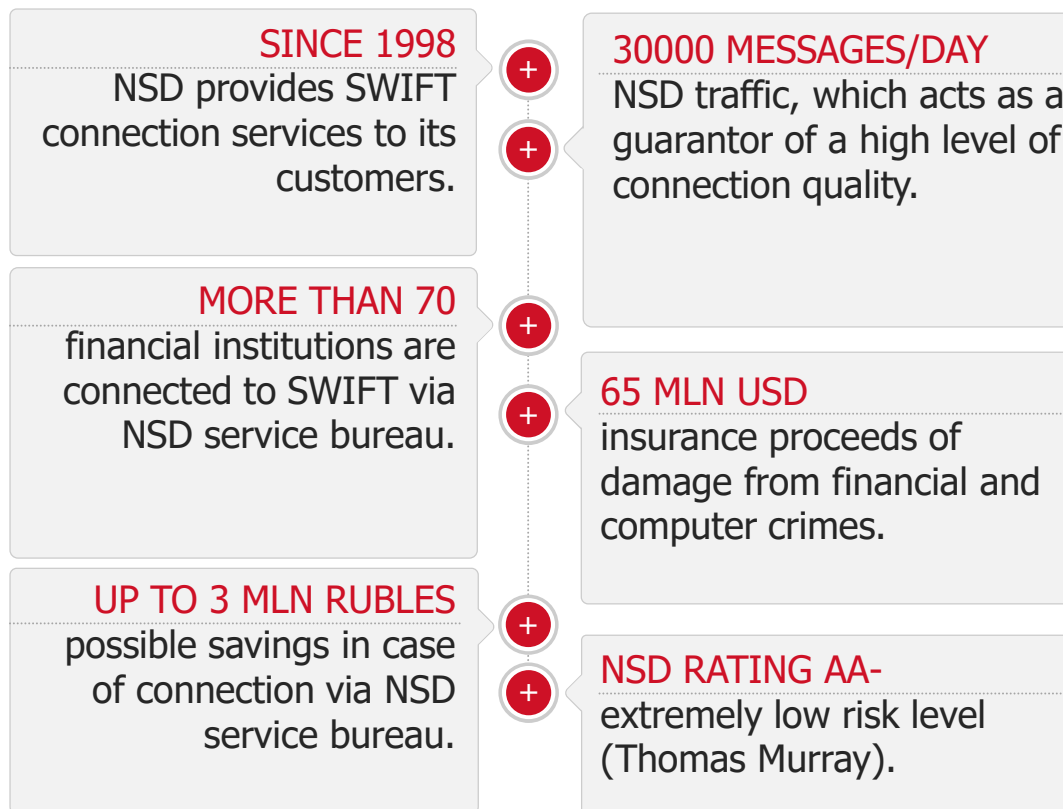 SINCE 1998
NSD provides SWIFT
connection services to its
customers.
30000 MESSAGES/DAY
NSD traffic, which acts as a
guarantor of a high level of
connection quality.
MORE THAN 70
financial institutions are
connected to SWIFT via
NSD service bureau.
65 MLN USD
insurance proceeds of
damage from financial and
computer crimes.
UP TO 3 MLN RUBLES
possible savings in case
of connection via NSD
service bureau.
NSD RATING AA-
extremely low risk level
(Thomas Murray).